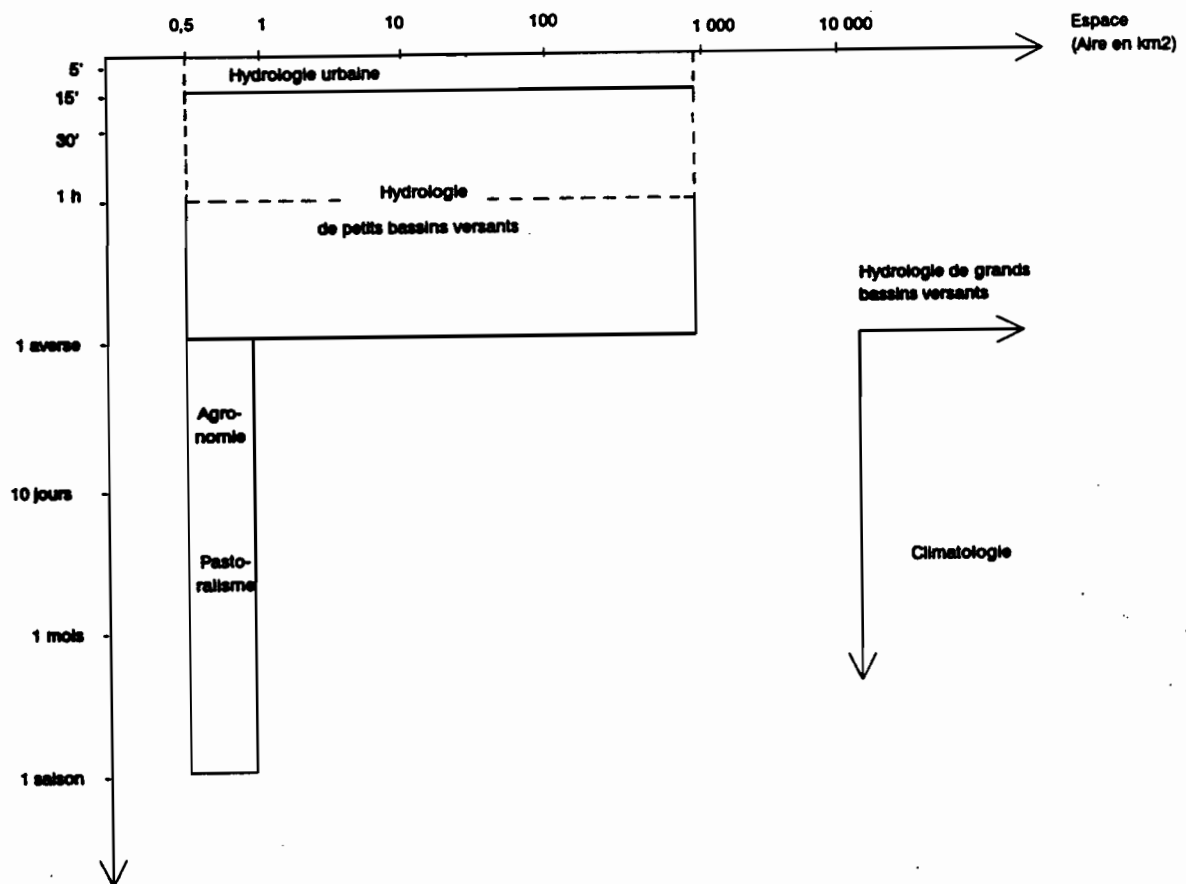 0,5 1 10 100 1 000 10 000 Espace
(Aire en km2)
5'
Hydrologie urbaine
15'
30'
1 h
Hydrologie
de petits bassins versants
Hydrologie de grands
bassins versants
1 averse
Agro-
nomie
10 jours
Climatologie
Pasto-
ralisme
1 mois
1 saison